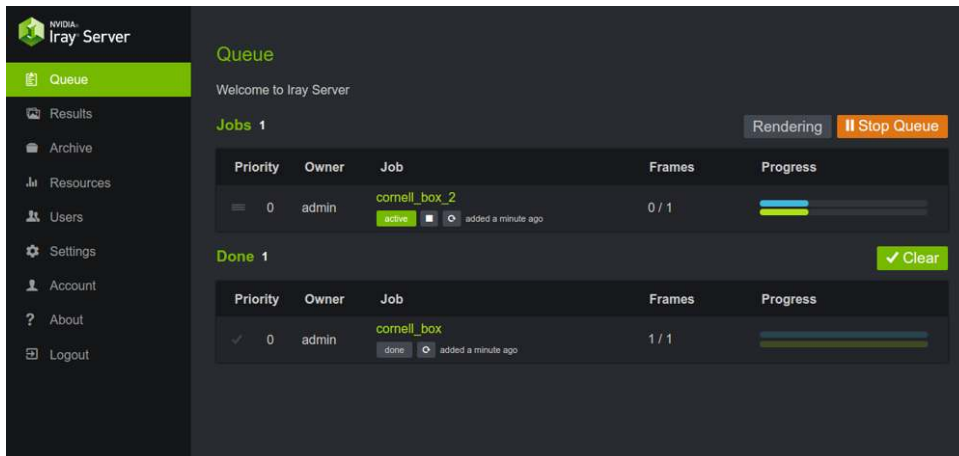 NVIDIA®
Iray® Server
Queue
Results
Archive
Resources
Users
Settings
Account
? About
Logout
Queue
Welcome to Iray Server
Jobs 1
Rendering Stop Queue
Priority Owner Job Frames Progress
0 admin cornell_box_2 0 / 1
active added a minute ago
Done 1
Clear
Priority Owner Job Frames Progress
0 admin cornell_box 1 / 1
done added a minute ago